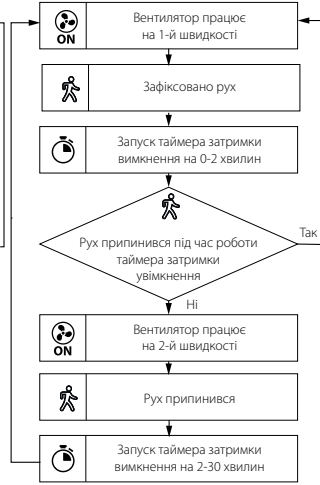 ON
Вентилятор працює
на 1-й швидкості
Зафіксовано рух
Запуск таймера затримки
вимкнення на 0-2 хвилин
Рух припинився під час роботи
таймера затримки
увімкнення
Так
Ні
ON
Вентилятор працює
на 2-й швидкості
Рух припинився
Запуск таймера затримки
вимкнення на 2-30 хвилин